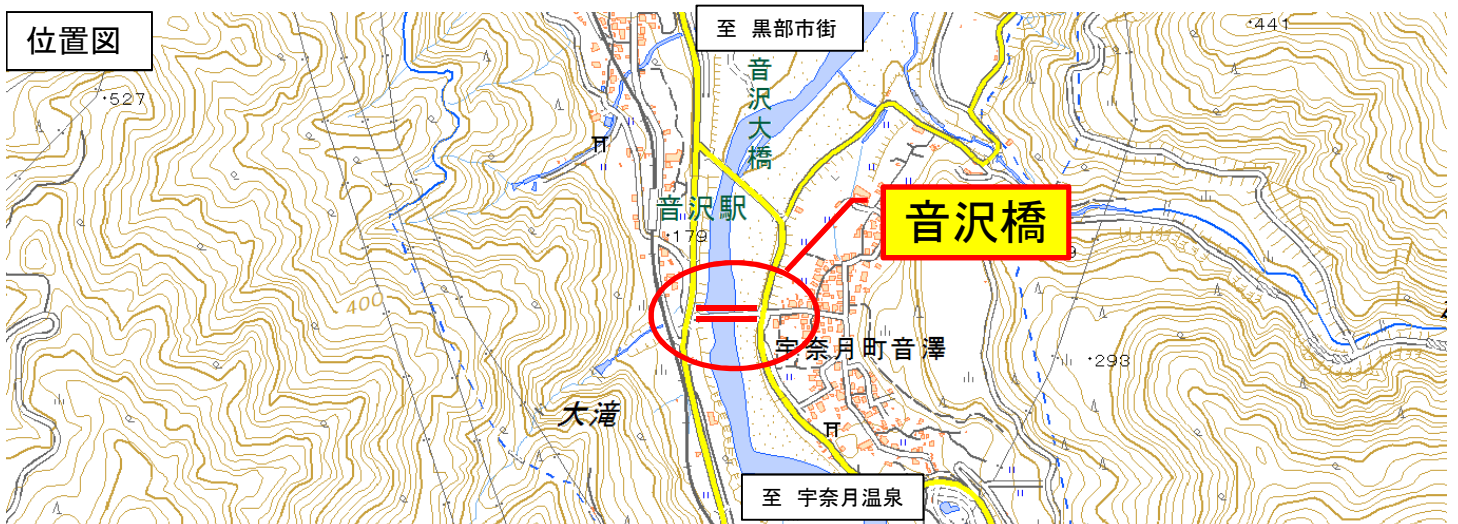 位置図
至 黒部市街
・441
・527
音沢大橋
音沢駅
・179
音沢橋
400
宇奈月町音澤
・293
大滝
至 宇奈月温泉